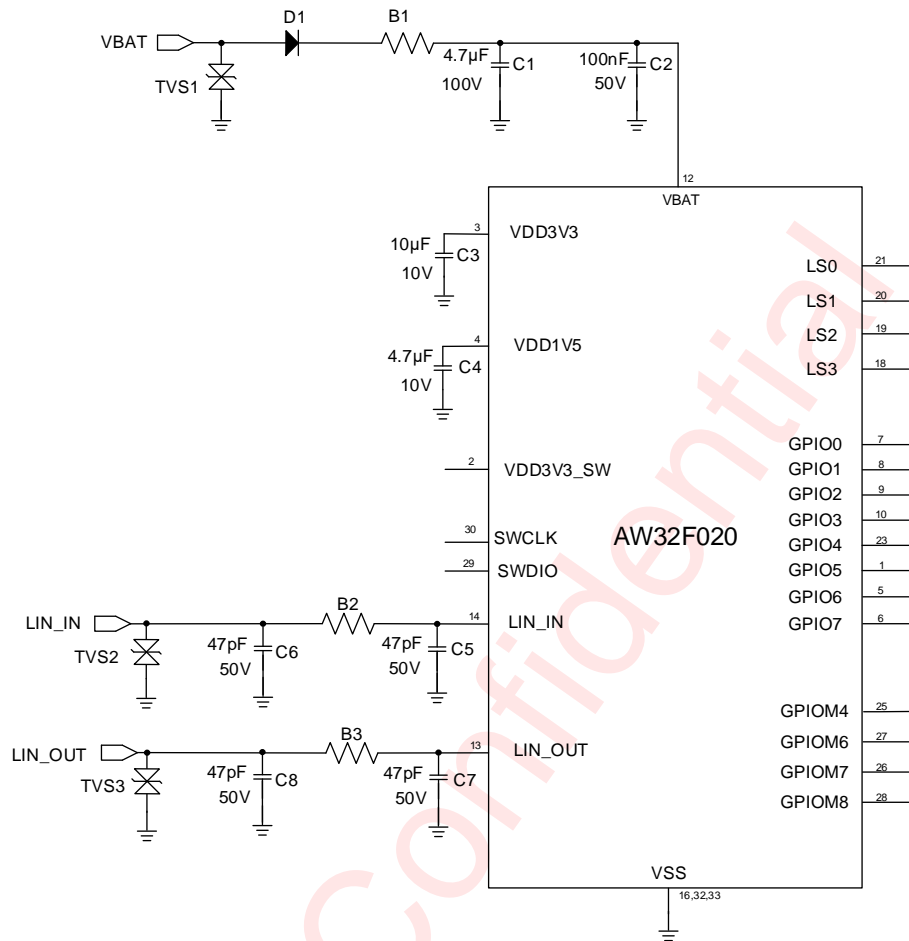 D1
B1
VBAT
TVS1
4.7μF
100V
C1
100nF
50V
C2
12
VBAT
3
VDD3V3
10μF
10V
C3
4
VDD1V5
4.7μF
10V
C4
2
VDD3V3_SW
30
SWCLK
29
SWDIO
AW32F020
LS0
21
LS1
20
LS2
19
LS3
18
GPIO0
7
GPIO1
8
GPIO2
9
GPIO3
10
GPIO4
23
GPIO5
1
GPIO6
5
GPIO7
6
LIN_IN
TVS2
47pF
50V
C6
B2
47pF
50V
C5
14
LIN_IN
LIN_OUT
TVS3
47pF
50V
C8
B3
47pF
50V
C7
13
LIN_OUT
GPIOM4
25
GPIOM6
27
GPIOM7
26
GPIOM8
28
VSS
16,32,33
Confidential